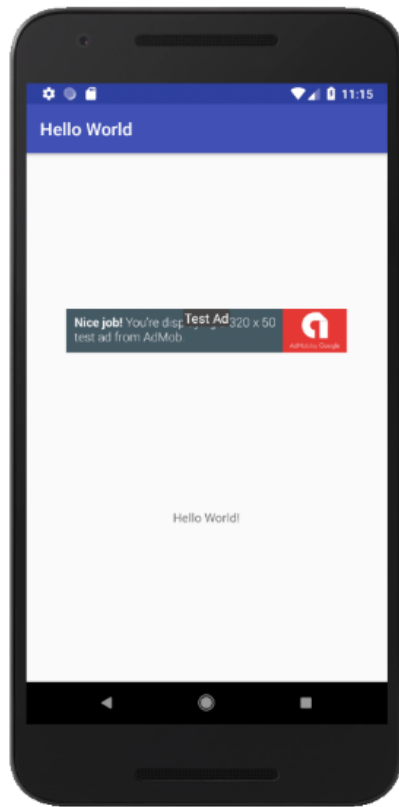 11:15
Hello World
Test Ad
Nice job! You're disp 320 x 50
test ad from AdMob.
AdMob by Google
Hello World!